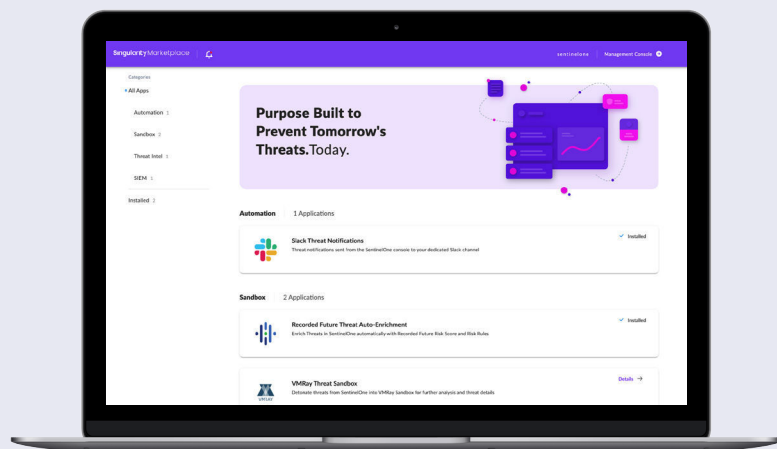 Singularity Marketplace
sentinelone
Management Console
Categories
All Apps
Automation 1
Sandbox 2
Threat Intel 1
SIEM 1
Installed 2
Purpose Built to
Prevent Tomorrow's
Threats.Today.
Automation 1 Applications
Slack Threat Notifications
Threat notifications sent from the SentinelOne console to your dedicated Slack channel
Installed
Sandbox 2 Applications
Recorded Future Threat Auto-Enrichment
Enrich Threats in SentinelOne automatically with Recorded Future Risk Score and Risk Rules
Installed
VMRAY
VMRay Threat Sandbox
Detonate threats from SentinelOne into VMRay Sandbox for further analysis and threat details
Details